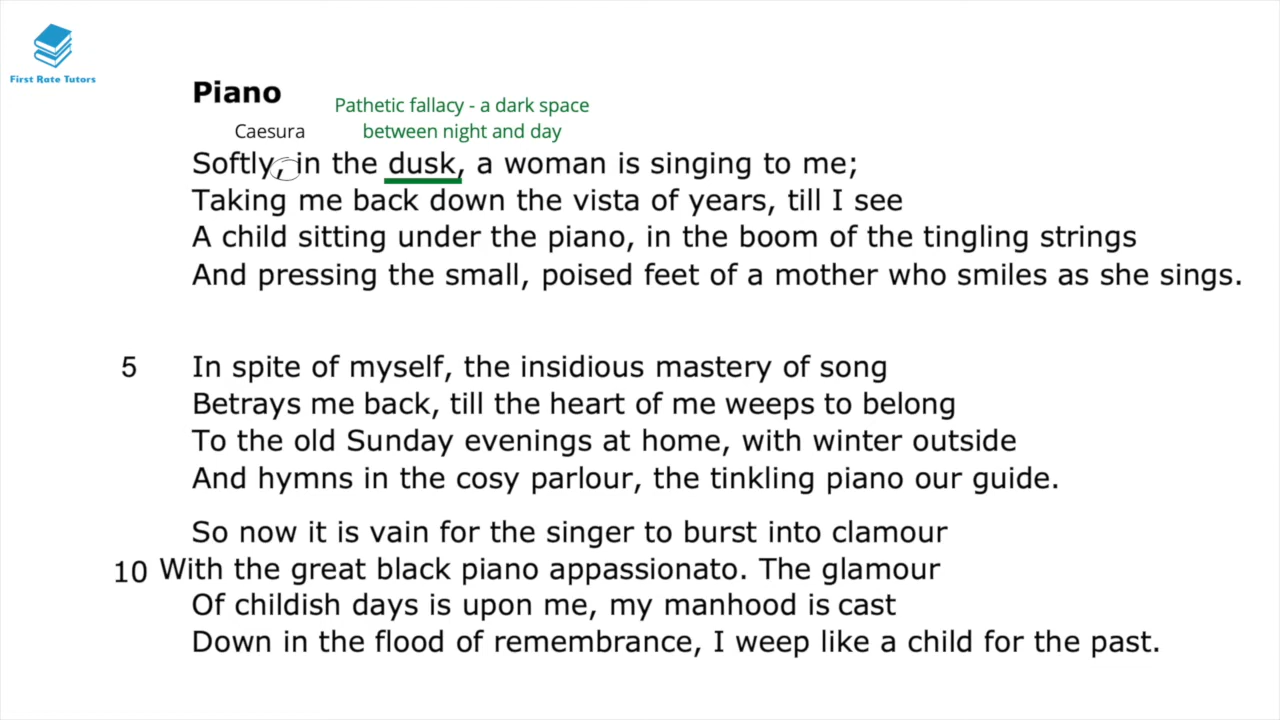 First Rate Tutors
Piano
Pathetic fallacy - a dark space
between night and day
Caesura
Softly, in the dusk, a woman is singing to me;
Taking me back down the vista of years, till I see
A child sitting under the piano, in the boom of the tingling strings
And pressing the small, poised feet of a mother who smiles as she sings.
5 In spite of myself, the insidious mastery of song
Betrays me back, till the heart of me weeps to belong
To the old Sunday evenings at home, with winter outside
And hymns in the cosy parlour, the tinkling piano our guide.
So now it is vain for the singer to burst into clamour
10 With the great black piano appassionato. The glamour
Of childish days is upon me, my manhood is cast
Down in the flood of remembrance, I weep like a child for the past.